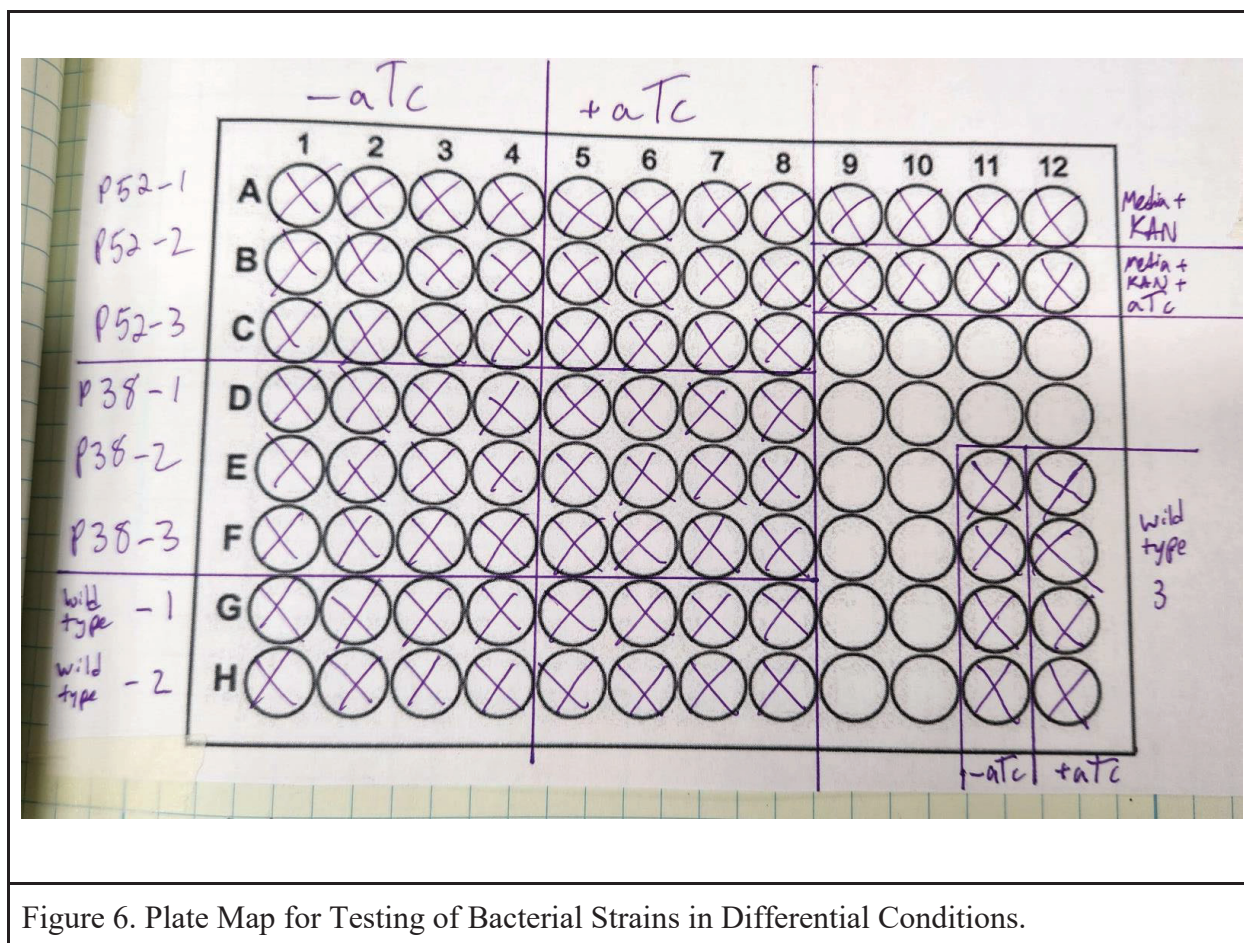 -aTc
+aTc
1 2 3 4 5 6 7 8 9 10 11 12
P52-1
A
Media +
KAN
P52-2
B
Media +
KAN +
aTc
P52-3
C
P38-1
D
P38-2
E
P38-3
F
wild
type
3
wild
type -1
G
wild
type -2
H
-aTc
+aTc
Figure 6. Plate Map for Testing of Bacterial Strains in Differential Conditions.